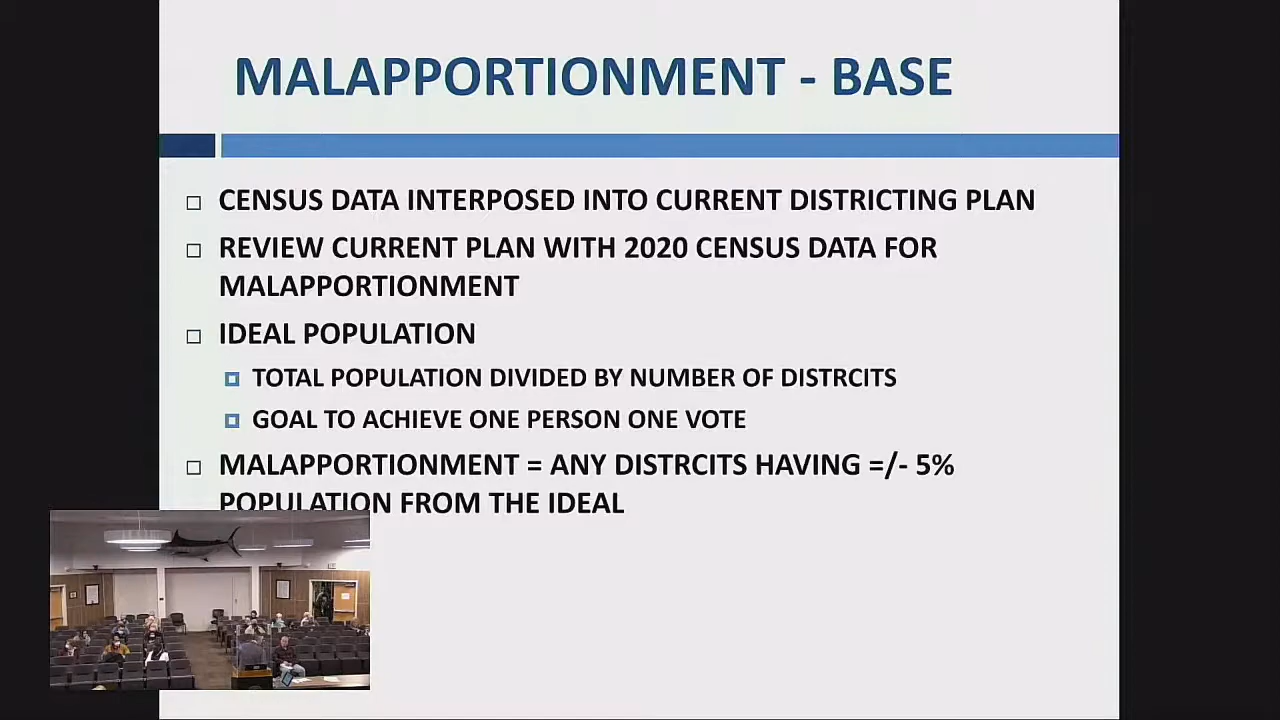 MALAPPORTIONMENT - BASE
CENSUS DATA INTERPOSED INTO CURRENT DISTRICTING PLAN
REVIEW CURRENT PLAN WITH 2020 CENSUS DATA FOR
MALAPPORTIONMENT
IDEAL POPULATION
TOTAL POPULATION DIVIDED BY NUMBER OF DISTRCITS
GOAL TO ACHIEVE ONE PERSON ONE VOTE
MALAPPORTIONMENT = ANY DISTRCITS HAVING =/- 5%
POPULATION FROM THE IDEAL